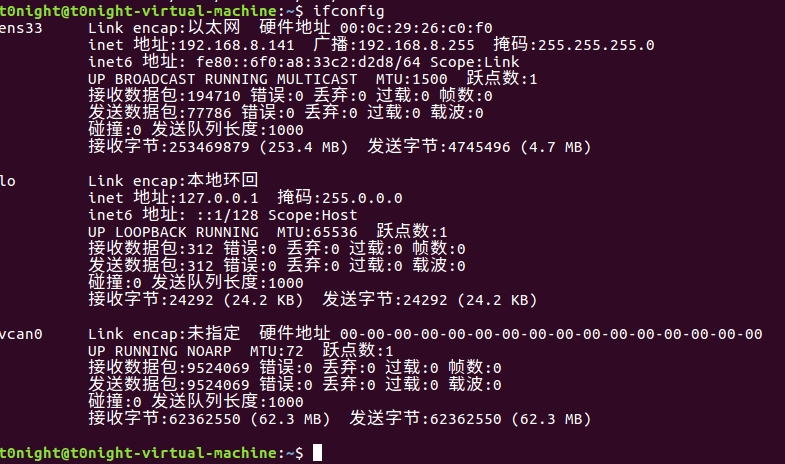 t0night@t0night-virtual-machine:~$ ifconfig
ens33     Link encap:以太网  硬件地址 00:0c:29:26:c0:f0
          inet 地址:192.168.8.141  广播:192.168.8.255  掩码:255.255.255.0
          inet6 地址: fe80::6f0:a8:33c2:d2d8/64 Scope:Link
          UP BROADCAST RUNNING MULTICAST  MTU:1500  跃点数:1
          接收数据包:194710 错误:0 丢弃:0 过载:0 帧数:0
          发送数据包:77786 错误:0 丢弃:0 过载:0 载波:0
          碰撞:0 发送队列长度:1000
          接收字节:253469879 (253.4 MB)  发送字节:4745496 (4.7 MB)
lo        Link encap:本地环回
          inet 地址:127.0.0.1  掩码:255.0.0.0
          inet6 地址: ::1/128 Scope:Host
          UP LOOPBACK RUNNING  MTU:65536  跃点数:1
          接收数据包:312 错误:0 丢弃:0 过载:0 帧数:0
          发送数据包:312 错误:0 丢弃:0 过载:0 载波:0
          碰撞:0 发送队列长度:1000
          接收字节:24292 (24.2 KB)  发送字节:24292 (24.2 KB)
vcan0     Link encap:未指定  硬件地址 00-00-00-00-00-00-00-00-00-00-00-00-00-00-00-00
          UP RUNNING NOARP  MTU:72  跃点数:1
          接收数据包:9524069 错误:0 丢弃:0 过载:0 帧数:0
          发送数据包:9524069 错误:0 丢弃:0 过载:0 载波:0
          碰撞:0 发送队列长度:1000
          接收字节:62362550 (62.3 MB)  发送字节:62362550 (62.3 MB)
t0night@t0night-virtual-machine:~$